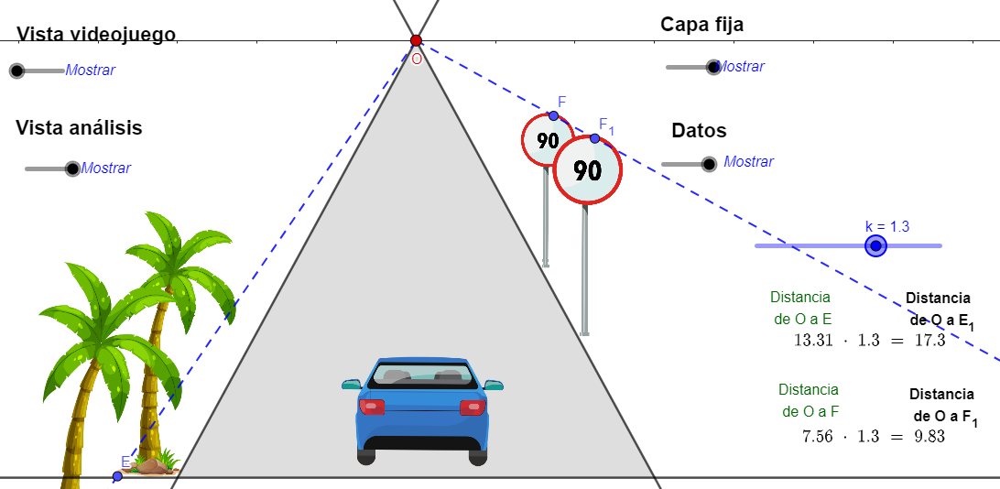 Vista videojuego
Mostrar
Vista análisis
Mostrar
O
F
F1
90
90
E
Capa fija
Mostrar
Datos
Mostrar
k = 1.3
Distancia
de O a E
Distancia
de O a E1
13.31 · 1.3 = 17.3
Distancia
de O a F
Distancia
de O a F1
7.56 · 1.3 = 9.83